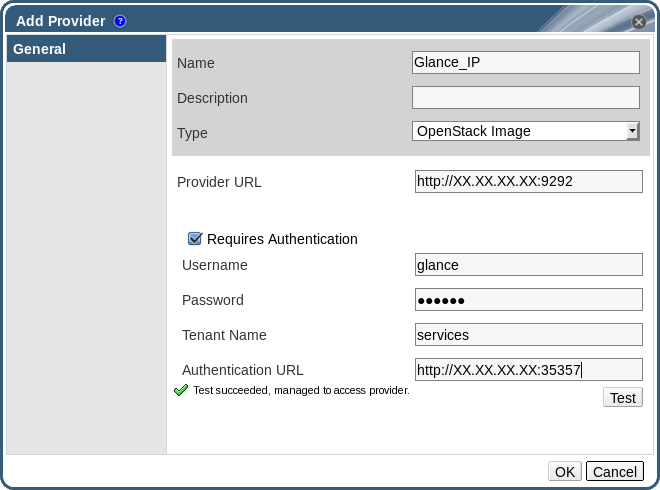 Add Provider ?
General
Name Glance_IP
Description
Type OpenStack Image
Provider URL http://XX.XX.XX.XX:9292
Requires Authentication
Username glance
Password ●●●●●●
Tenant Name services
Authentication URL http://XX.XX.XX.XX:35357
Test succeeded, managed to access provider.
Test
OK Cancel